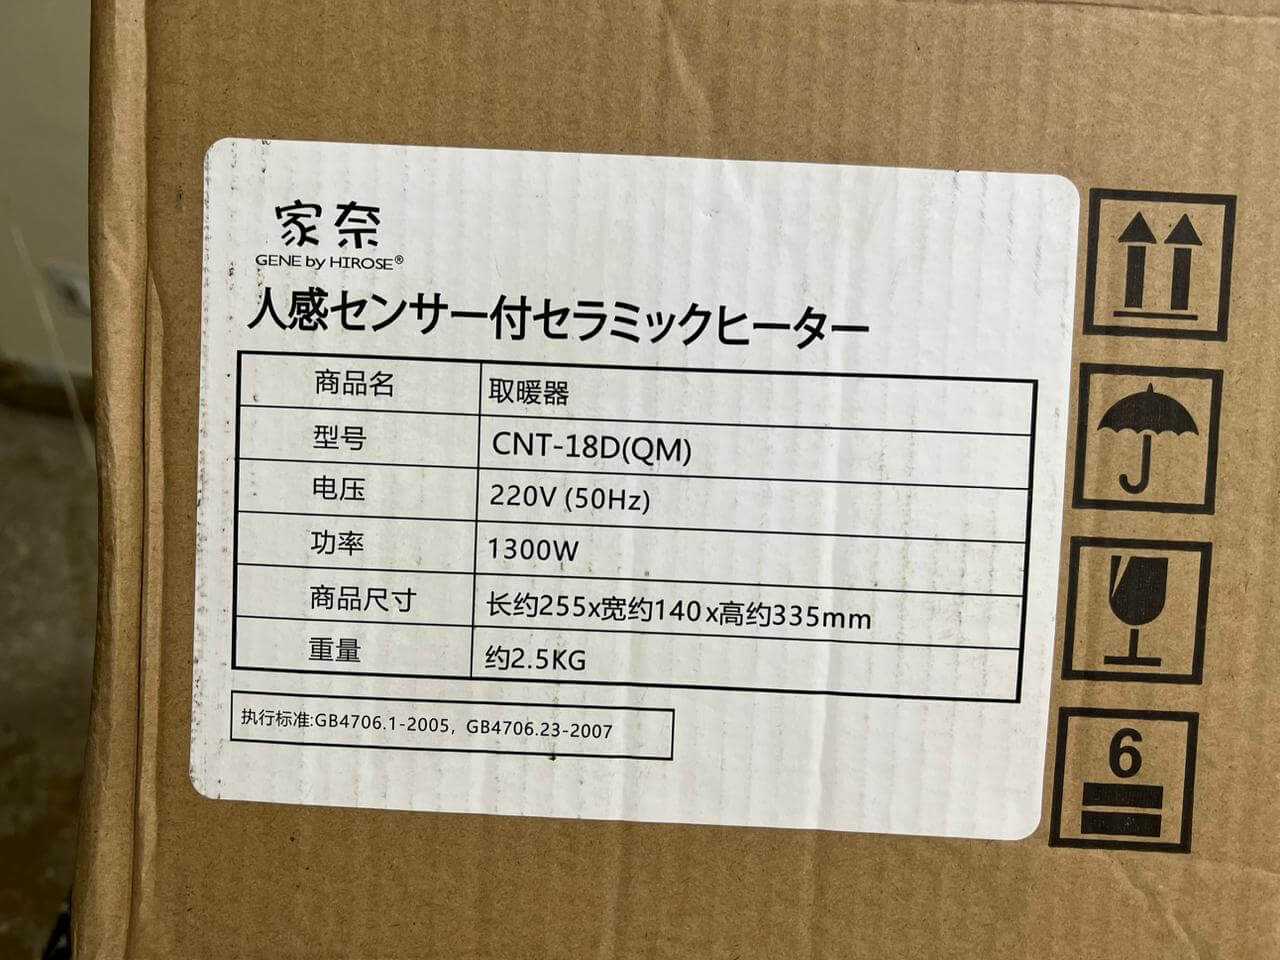 家奈
GENE by HIROSE®
人感センサー付セラミックヒーター
商品名 取暖器
型号 CNT-18D(QM)
电压 220V (50Hz)
功率 1300W
商品尺寸 长约255x宽约140x高约335mm
重量 约2.5KG
执行标准:GB4706.1-2005，GB4706.23-2007
6